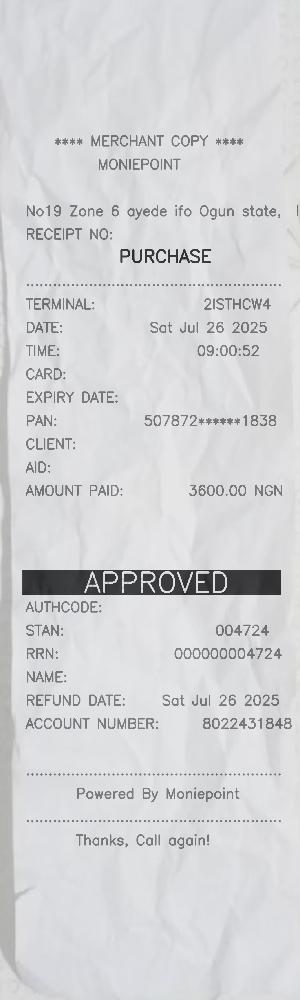 **** MERCHANT COPY ****
MONIEPOINT
No19 Zone 6 ayede ifo Ogun state,
RECEIPT NO:
PURCHASE
TERMINAL: 2ISTHCW4
DATE: Sat Jul 26 2025
TIME: 09:00:52
CARD:
EXPIRY DATE:
PAN: 507872******1838
CLIENT:
AID:
AMOUNT PAID: 3600.00 NGN
APPROVED
AUTHCODE:
STAN: 004724
RRN: 000000004724
NAME:
REFUND DATE: Sat Jul 26 2025
ACCOUNT NUMBER: 8022431848
Powered By Moniepoint
Thanks, Call again!